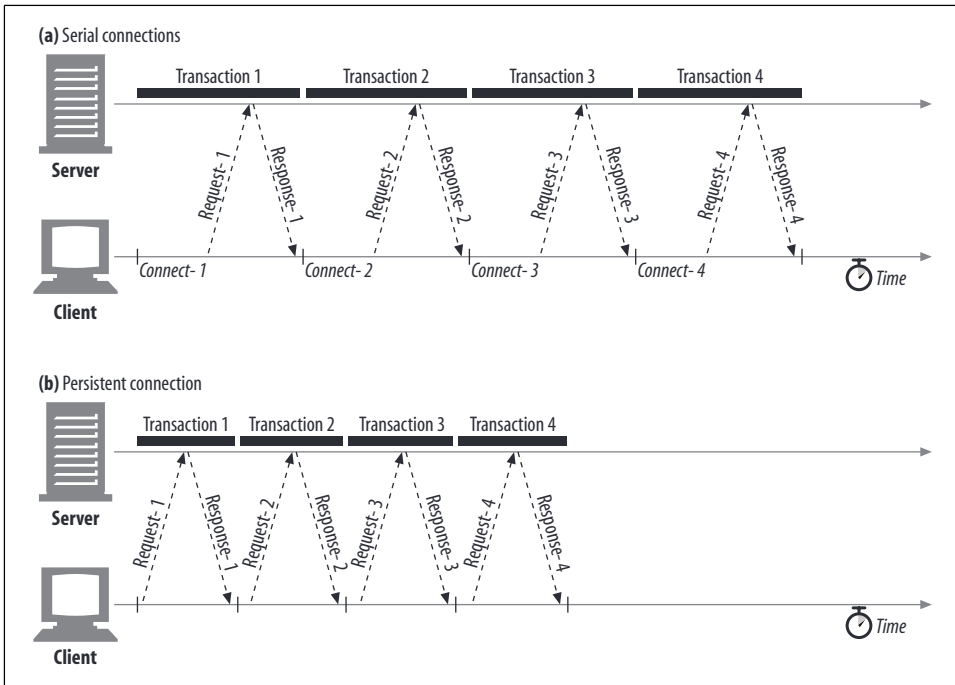 (a) Serial connections
Transaction 1
Transaction 2
Transaction 3
Transaction 4
Server
Request- 1
Response- 1
Request- 2
Response- 2
Request- 3
Response- 3
Request- 4
Response- 4
Connect- 1
Connect- 2
Connect- 3
Connect- 4
Time
Client
(b) Persistent connection
Transaction 1
Transaction 2
Transaction 3
Transaction 4
Server
Request- 1
Response- 1
Request- 2
Response- 2
Request- 3
Response- 3
Request- 4
Response- 4
Time
Client